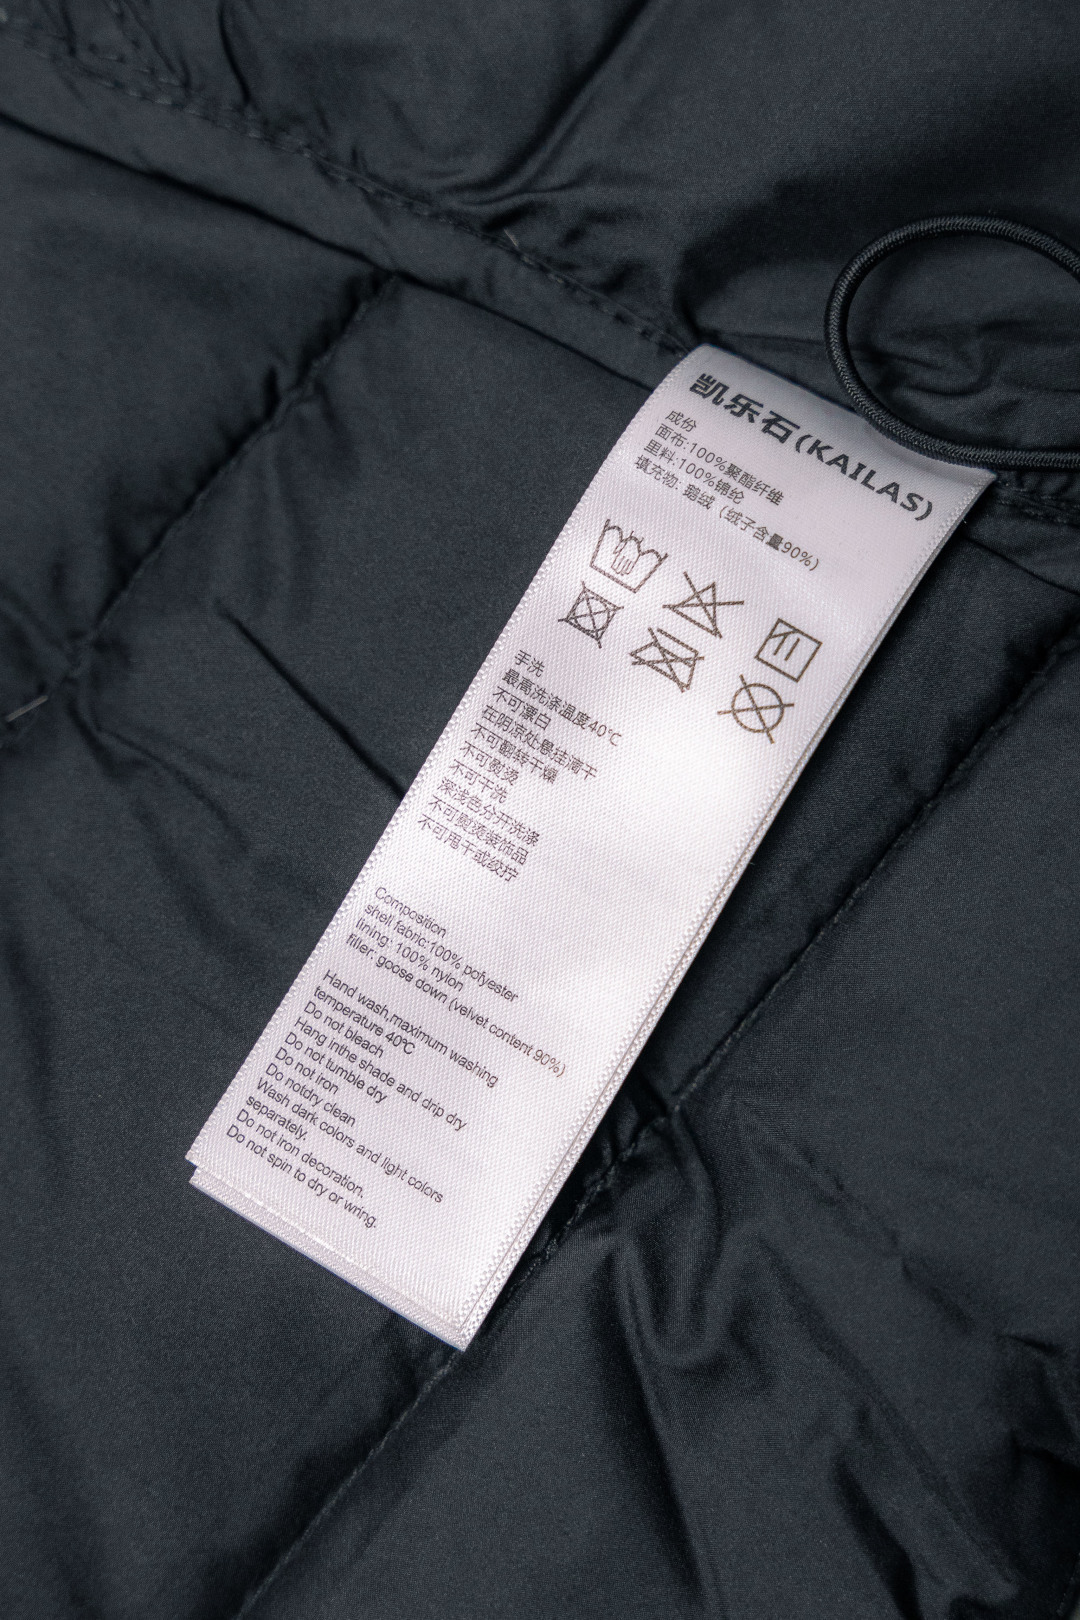 凯乐石(KAILAS)
成份
面布:100%聚酯纤维
里料:100%锦纶
填充物: 鹅绒（绒子含量90%)
手洗
最高洗涤温度40℃
不可漂白
在阴凉处悬挂滴干
不可翻转干燥
不可熨烫
不可干洗
深浅色分开洗涤
不可熨烫装饰品
不可甩干或绞拧
Composition
shell fabric:100% polyester
lining: 100% nylon
filler: goose down (velvet content 90%)
Hand wash,maximum washing
temperature 40℃
Do not bleach
Hang inthe shade and drip dry
Do not tumble dry
Do not iron
Do notdry clean
Wash dark colors and light colors
separately.
Do not iron decoration.
Do not spin to dry or wring.